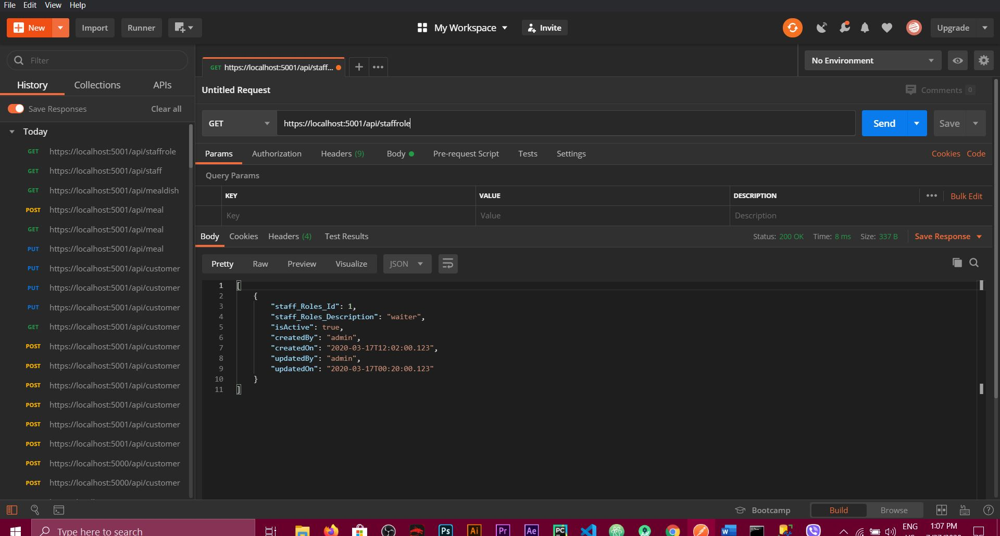 File Edit View Help
New Import Runner My Workspace Invite Upgrade
Filter
GET https://localhost:5001/api/staff... No Environment
History Collections APIs
Untitled Request Comments 0
Save Responses Clear all
GET https://localhost:5001/api/staffrole Send Save
Today
GET https://localhost:5001/api/staffrole
GET https://localhost:5001/api/staff
GET https://localhost:5001/api/mealdish
POST https://localhost:5001/api/meal
GET https://localhost:5001/api/meal
PUT https://localhost:5001/api/meal
PUT https://localhost:5001/api/customer
PUT https://localhost:5001/api/customer
PUT https://localhost:5001/api/customer
GET https://localhost:5001/api/customer
POST https://localhost:5001/api/customer
POST https://localhost:5001/api/customer
POST https://localhost:5001/api/customer
POST https://localhost:5001/api/customer
POST https://localhost:5001/api/customer
POST https://localhost:5001/api/customer
POST https://localhost:5000/api/customer
POST https://localhost:5000/api/customer
Params Authorization Headers (9) Body Pre-request Script Tests Settings Cookies Code
Query Params
KEY VALUE DESCRIPTION ••• Bulk Edit
Key Value Description
Body Cookies Headers (4) Test Results Status: 200 OK Time: 8 ms Size: 337 B Save Response
Pretty Raw Preview Visualize JSON
1 [
2 {
3 "staff_Roles_Id": 1,
4 "staff_Roles_Description": "waiter",
5 "isActive": true,
6 "createdBy": "admin",
7 "createdOn": "2020-03-17T12:02:00.123",
8 "updatedBy": "admin",
9 "updatedOn": "2020-03-17T00:20:00.123"
10 }
11 ]
Bootcamp Build Browse
Type here to search Ps Ai Pr Ae PC W ENG 1:07 PM